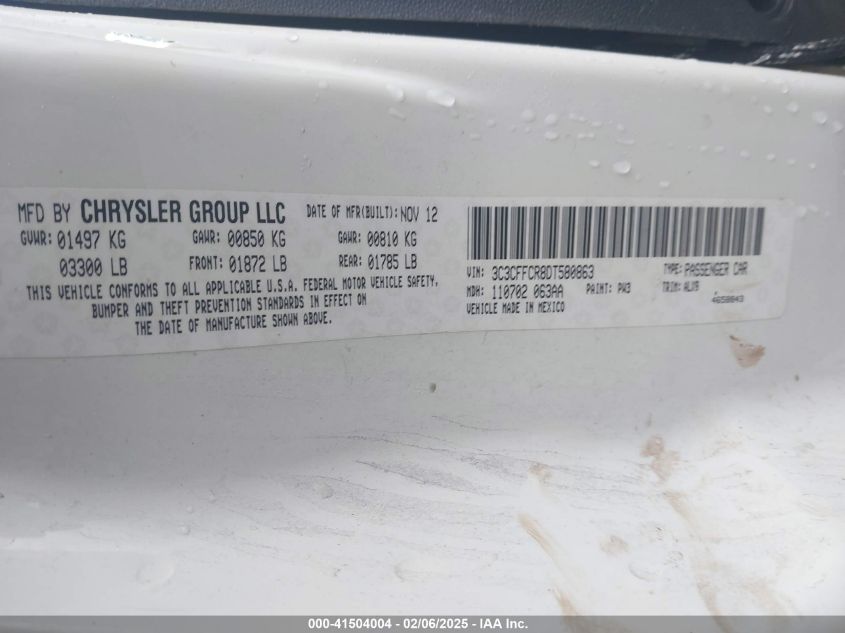 MFD BY CHRYSLER GROUP LLC DATE OF MFR(BUILT): NOV 12
GVWR: 01497 KG GAWR: 00850 KG GAWR: 00810 KG
03300 LB FRONT: 01872 LB REAR: 01785 LB
THIS VEHICLE CONFORMS TO ALL APPLICABLE U.S.A. FEDERAL MOTOR VEHICLE SAFETY,
BUMPER AND THEFT PREVENTION STANDARDS IN EFFECT ON
THE DATE OF MANUFACTURE SHOWN ABOVE.
VIN: 3C3CFFCR8DT580863 TYPE: PASSENGER CAR
MDH: 110702 063AA PAINT: PW3 TRIM: ALU9
VEHICLE MADE IN MEXICO 4658843
000-41504004 - 02/06/2025 - IAA Inc.